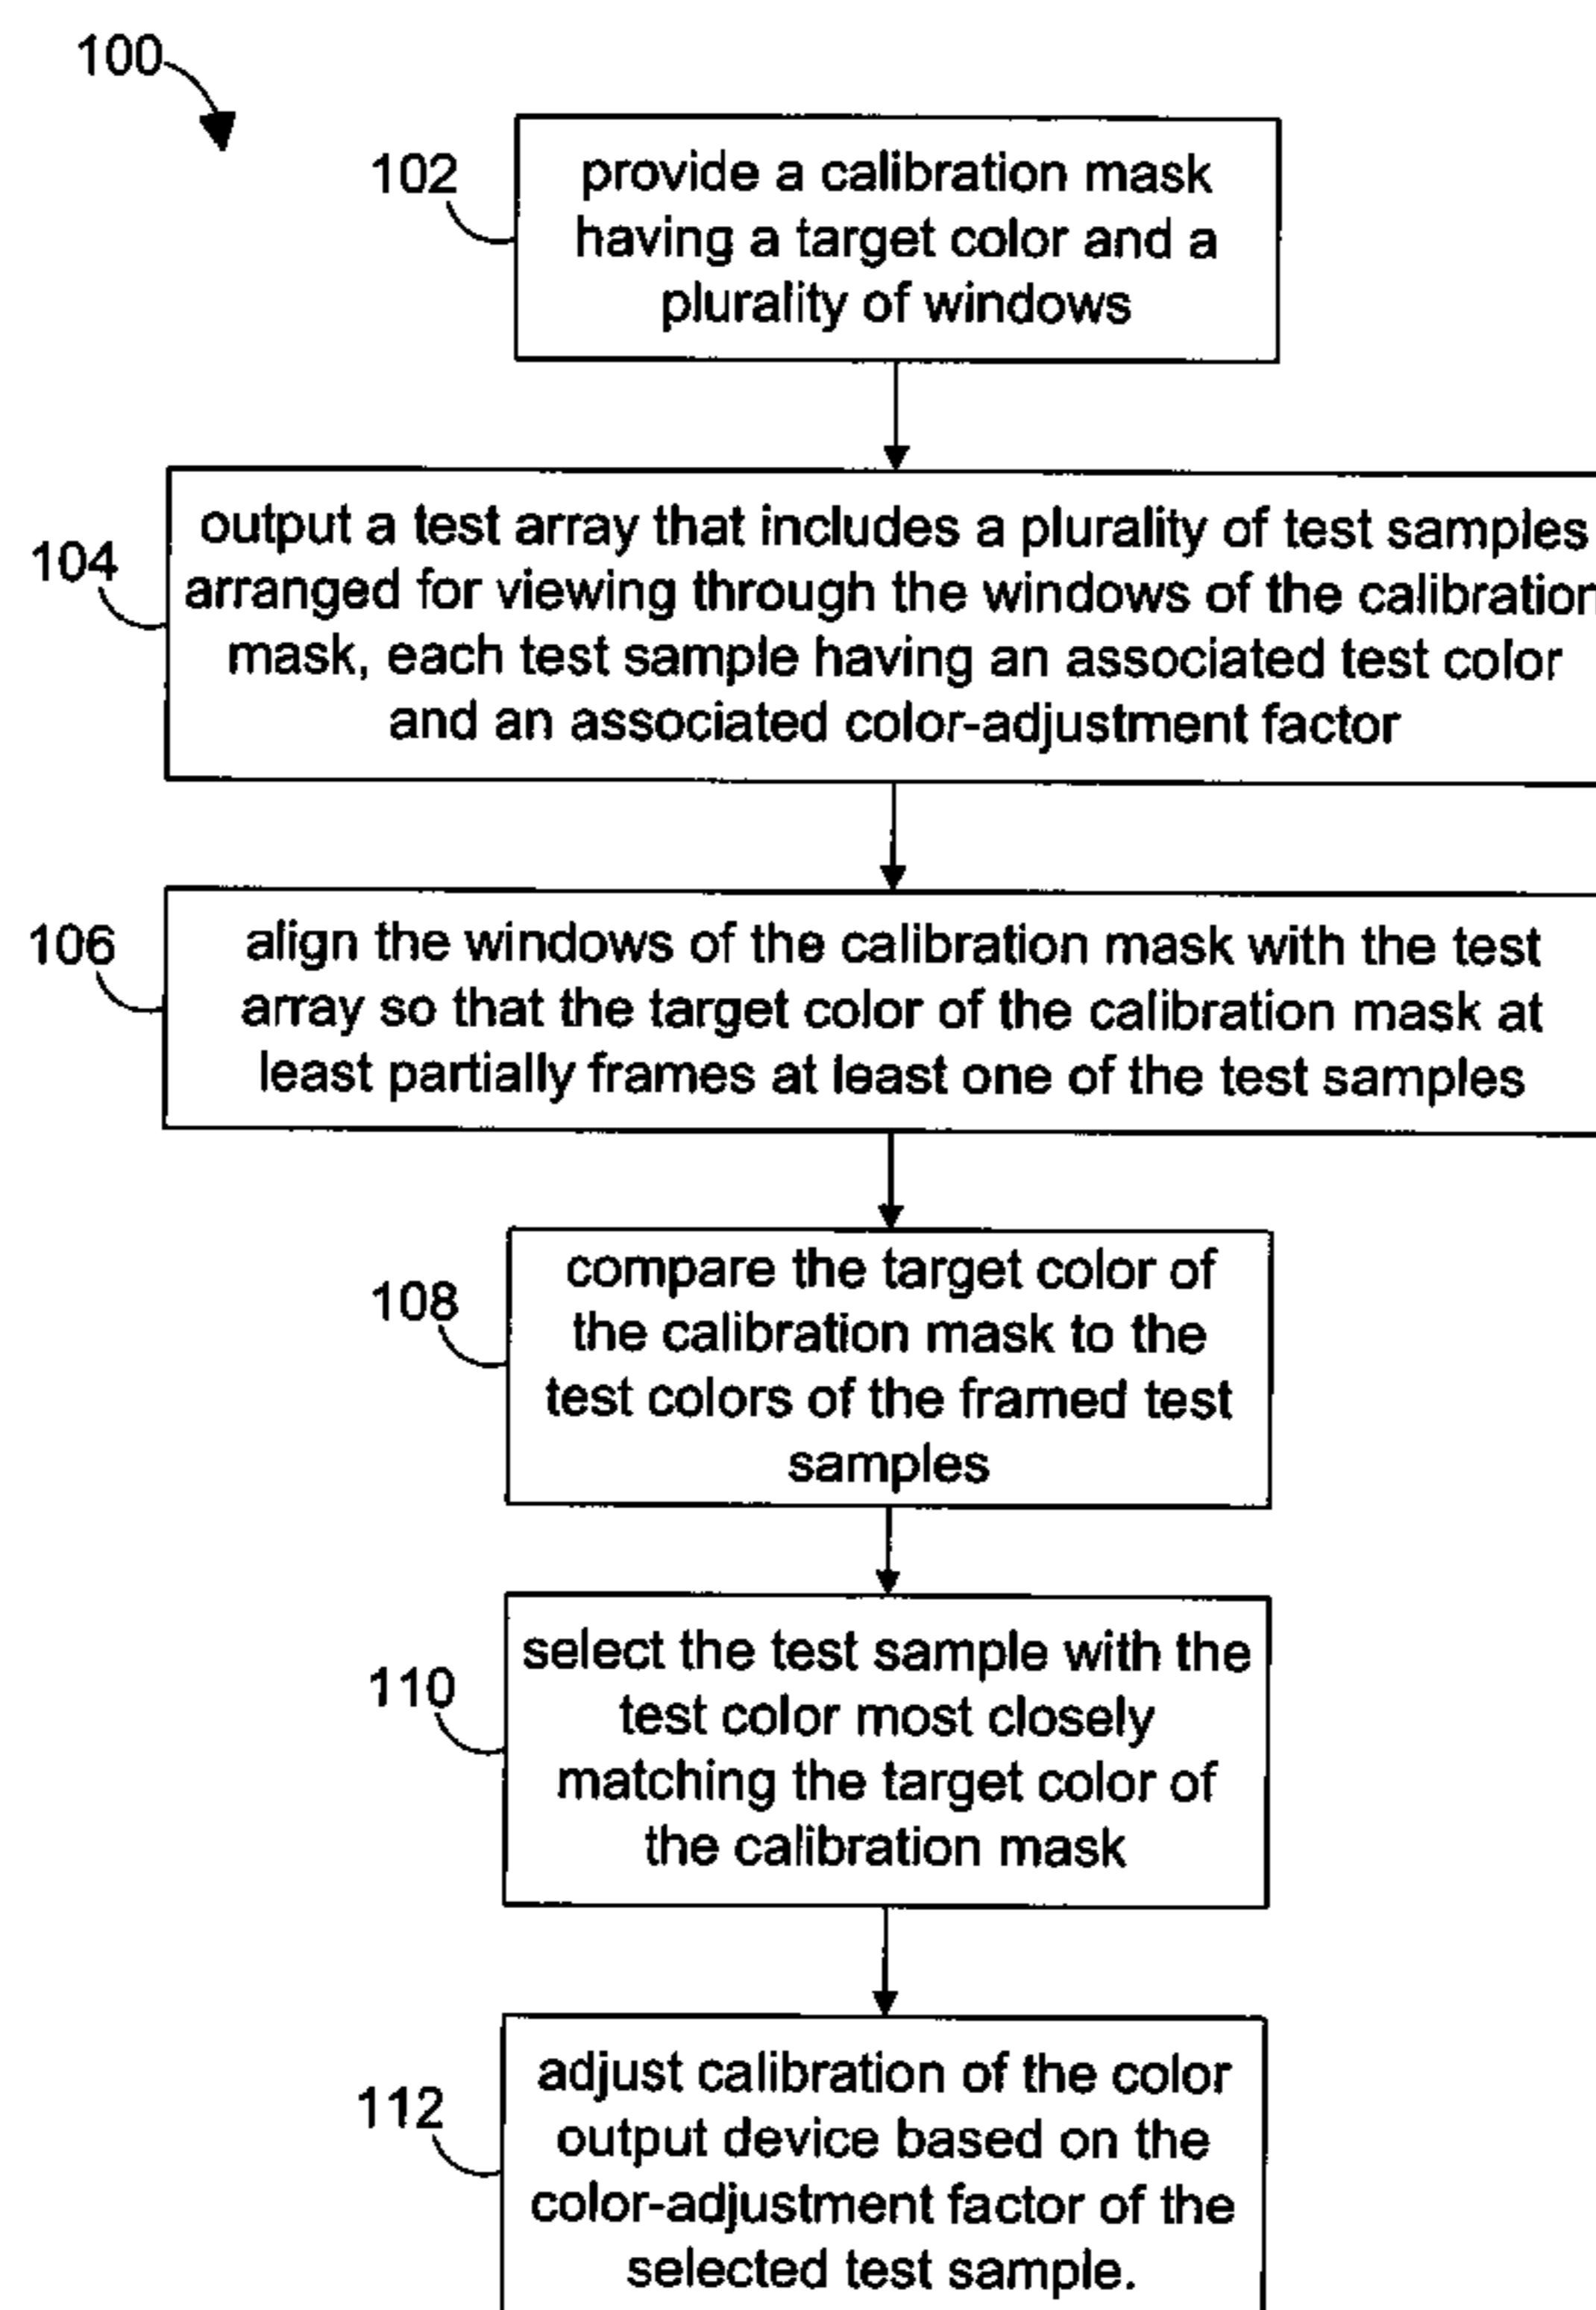 100
102
provide a calibration mask
having a target color and a
plurality of windows
104
output a test array that includes a plurality of test samples
arranged for viewing through the windows of the calibration
mask, each test sample having an associated test color
and an associated color-adjustment factor
106
align the windows of the calibration mask with the test
array so that the target color of the calibration mask at
least partially frames at least one of the test samples
108
compare the target color of
the calibration mask to the
test colors of the framed test
samples
110
select the test sample with the
test color most closely
matching the target color of
the calibration mask
112
adjust calibration of the color
output device based on the
color-adjustment factor of the
selected test sample.